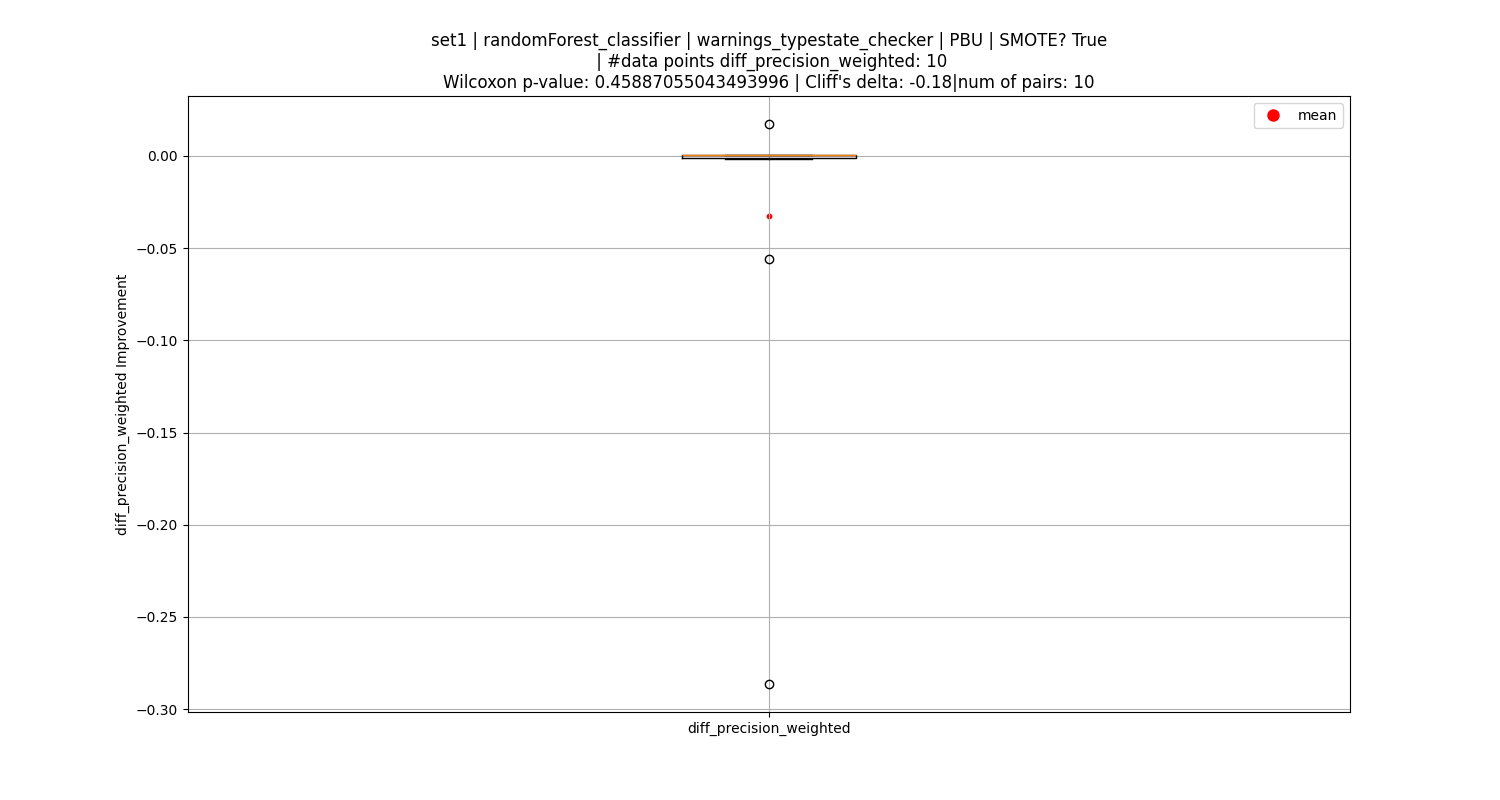 set1 | randomForest_classifier | warnings_typestate_checker | PBU | SMOTE? True
| #data points diff_precision_weighted: 10
Wilcoxon p-value: 0.45887055043493996 | Cliff's delta: -0.18|num of pairs: 10
mean
0.00
−0.05
−0.10
−0.15
−0.20
−0.25
−0.30
diff_precision_weighted Improvement
diff_precision_weighted